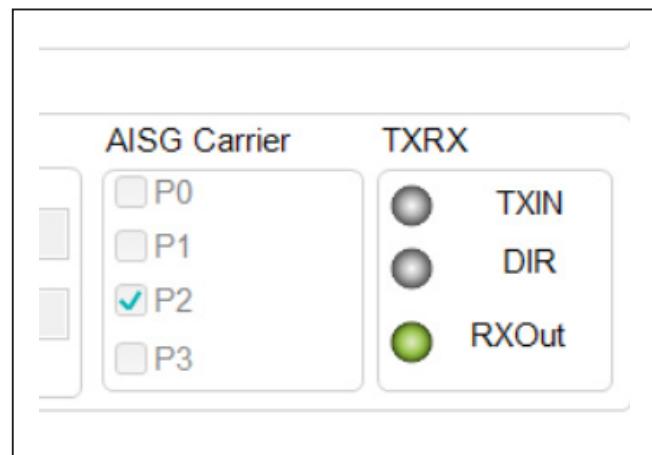 AISG Carrier
P0
P1
P2
P3
TXRX
TXIN
DIR
RXOut